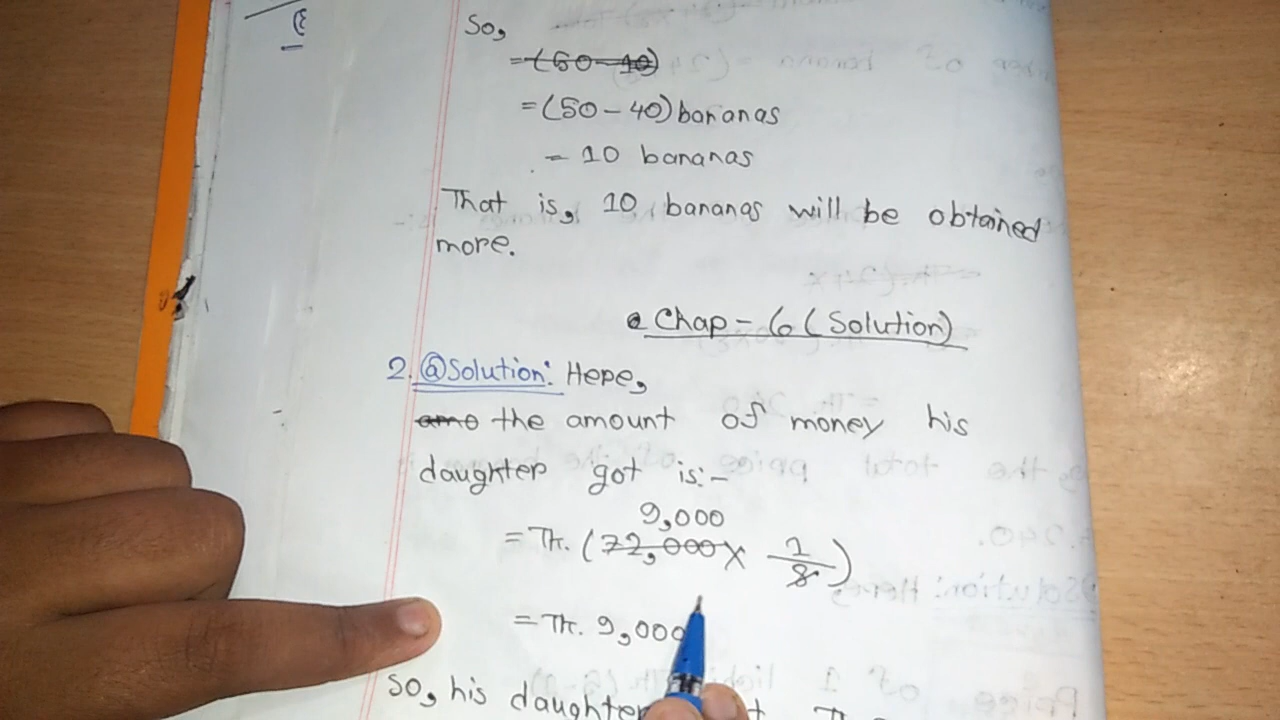 So,
=(60-10)
=(50-40) bananas
= 10 bananas
That is, 10 bananas will be obtained
more.
Chap-6 (Solution)
2. ⓐ Solution: Here,
the amount of money his
daughter got is:-
9,000
= Tk. (72,000 x 1/8)
= Tk. 9,000
So, his daughter